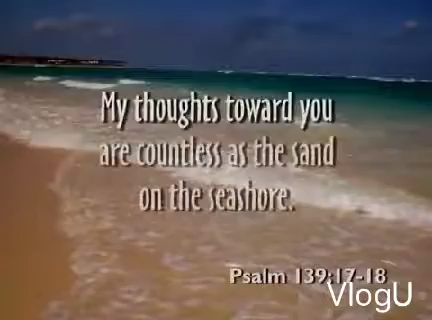 My thoughts toward you
are countless as the sand
on the seashore.
Psalm 139:17-18
VlogU